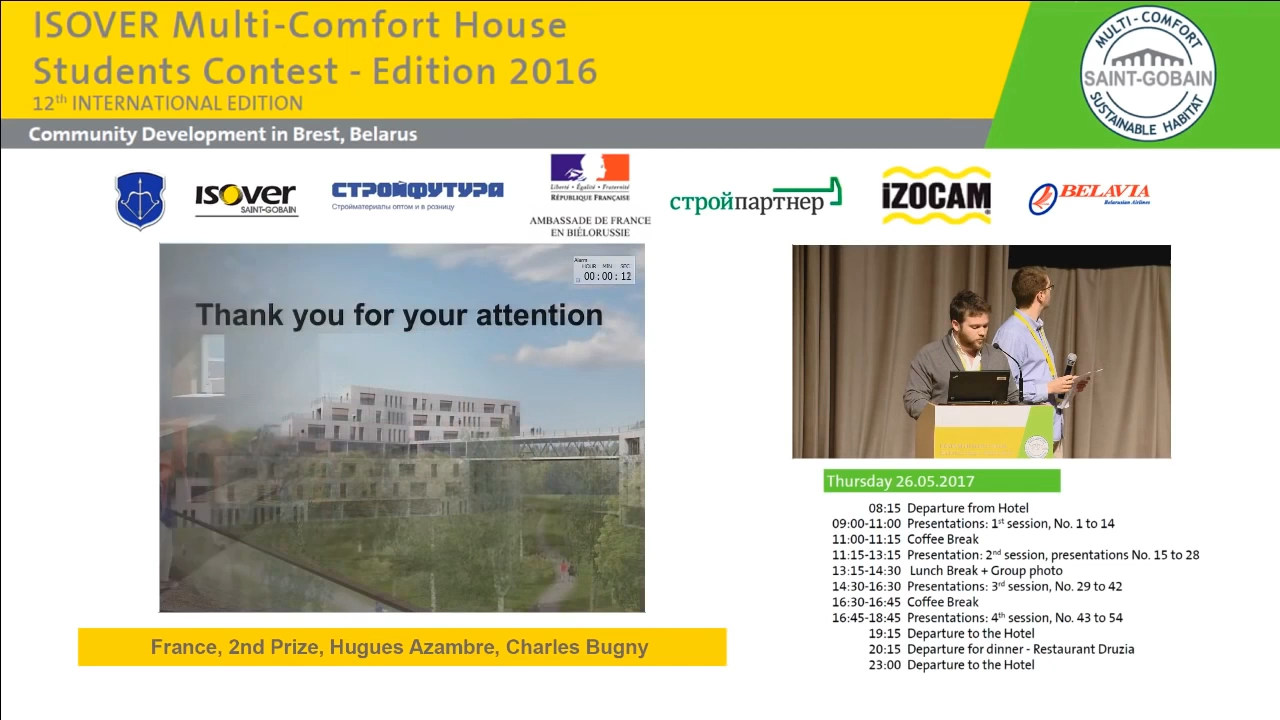 ISOVER Multi-Comfort House
Students Contest - Edition 2016
12th INTERNATIONAL EDITION
Community Development in Brest, Belarus
MULTI-COMFORT
SAINT-GOBAIN
SUSTAINABLE HABITAT
isover
SAINT-GOBAIN
СТРОЙФУТУРА
Стройматериалы оптом и в розницу
Liberté • Égalité • Fraternité
RÉPUBLIQUE FRANÇAISE
AMBASSADE DE FRANCE
EN BIÉLORUSSIE
стройпартнер
iZOCAM
BELAVIA
Belarusian Airlines
Alarm
HOUR MIN SEC
00:00:12
Thank you for your attention
France, 2nd Prize, Hugues Azambre, Charles Bugny
Thursday 26.05.2017
08:15 Departure from Hotel
09:00-11:00 Presentations: 1st session, No. 1 to 14
11:00-11:15 Coffee Break
11:15-13:15 Presentation: 2nd session, presentations No. 15 to 28
13:15-14:30 Lunch Break + Group photo
14:30-16:30 Presentations: 3rd session, No. 29 to 42
16:30-16:45 Coffee Break
16:45-18:45 Presentations: 4th session, No. 43 to 54
19:15 Departure to the Hotel
20:15 Departure for dinner - Restaurant Druzia
23:00 Departure to the Hotel